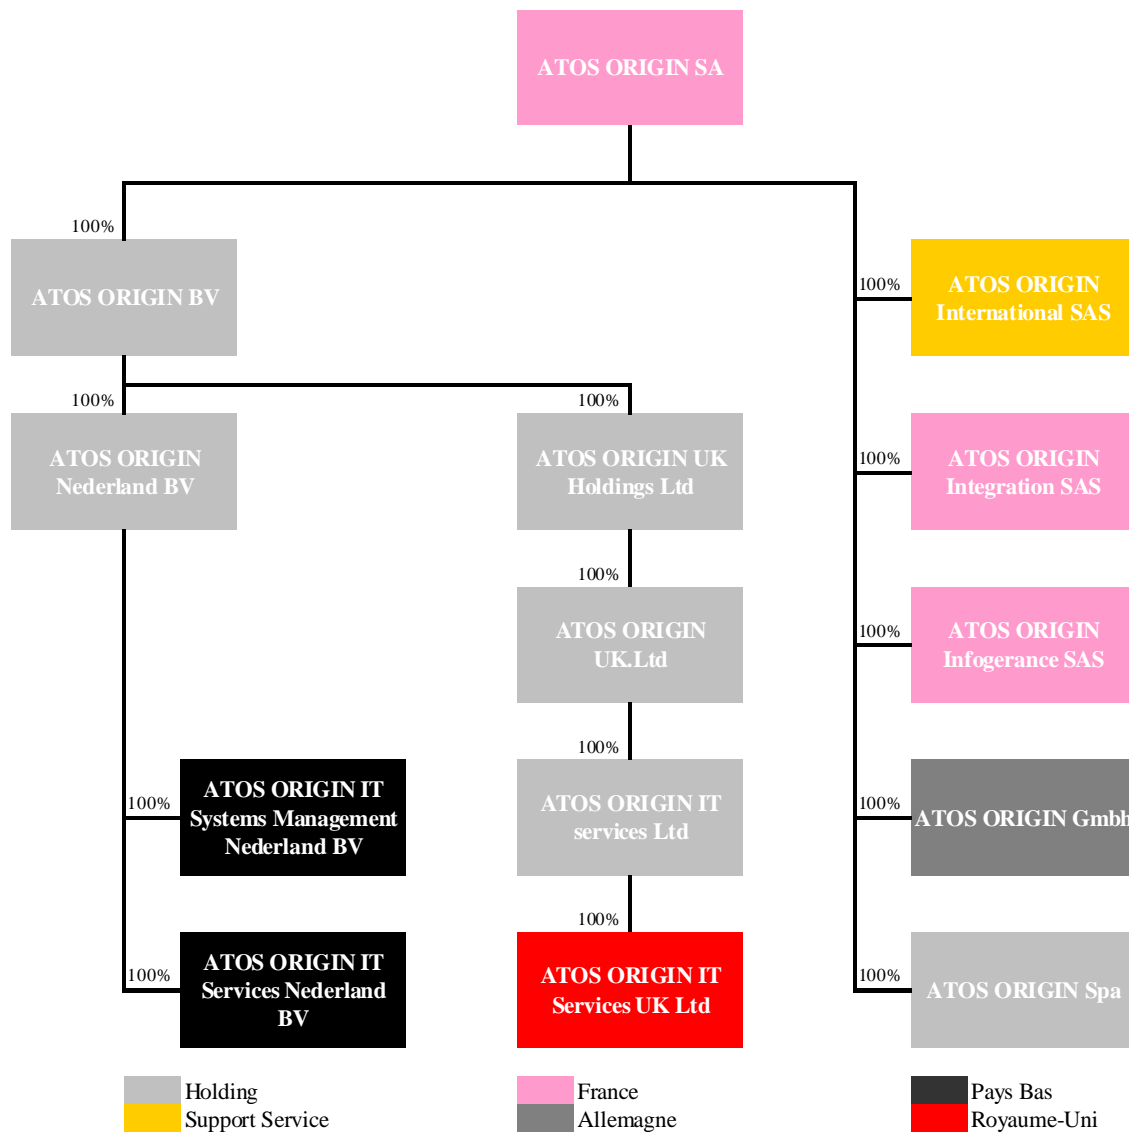 ATOS ORIGIN SA
100%
ATOS ORIGIN BV
100%
ATOS ORIGIN
International SAS
100%
ATOS ORIGIN
Nederland BV
100%
ATOS ORIGIN UK
Holdings Ltd
100%
ATOS ORIGIN
Integration SAS
100%
ATOS ORIGIN
UK.Ltd
100%
ATOS ORIGIN
Infogerance SAS
100%
ATOS ORIGIN IT
Systems Management
Nederland BV
100%
ATOS ORIGIN IT
services Ltd
100%
ATOS ORIGIN Gmbh
100%
ATOS ORIGIN IT
Services Nederland
BV
100%
ATOS ORIGIN IT
Services UK Ltd
100%
ATOS ORIGIN Spa
Holding
Support Service
France
Allemagne
Pays Bas
Royaume-Uni